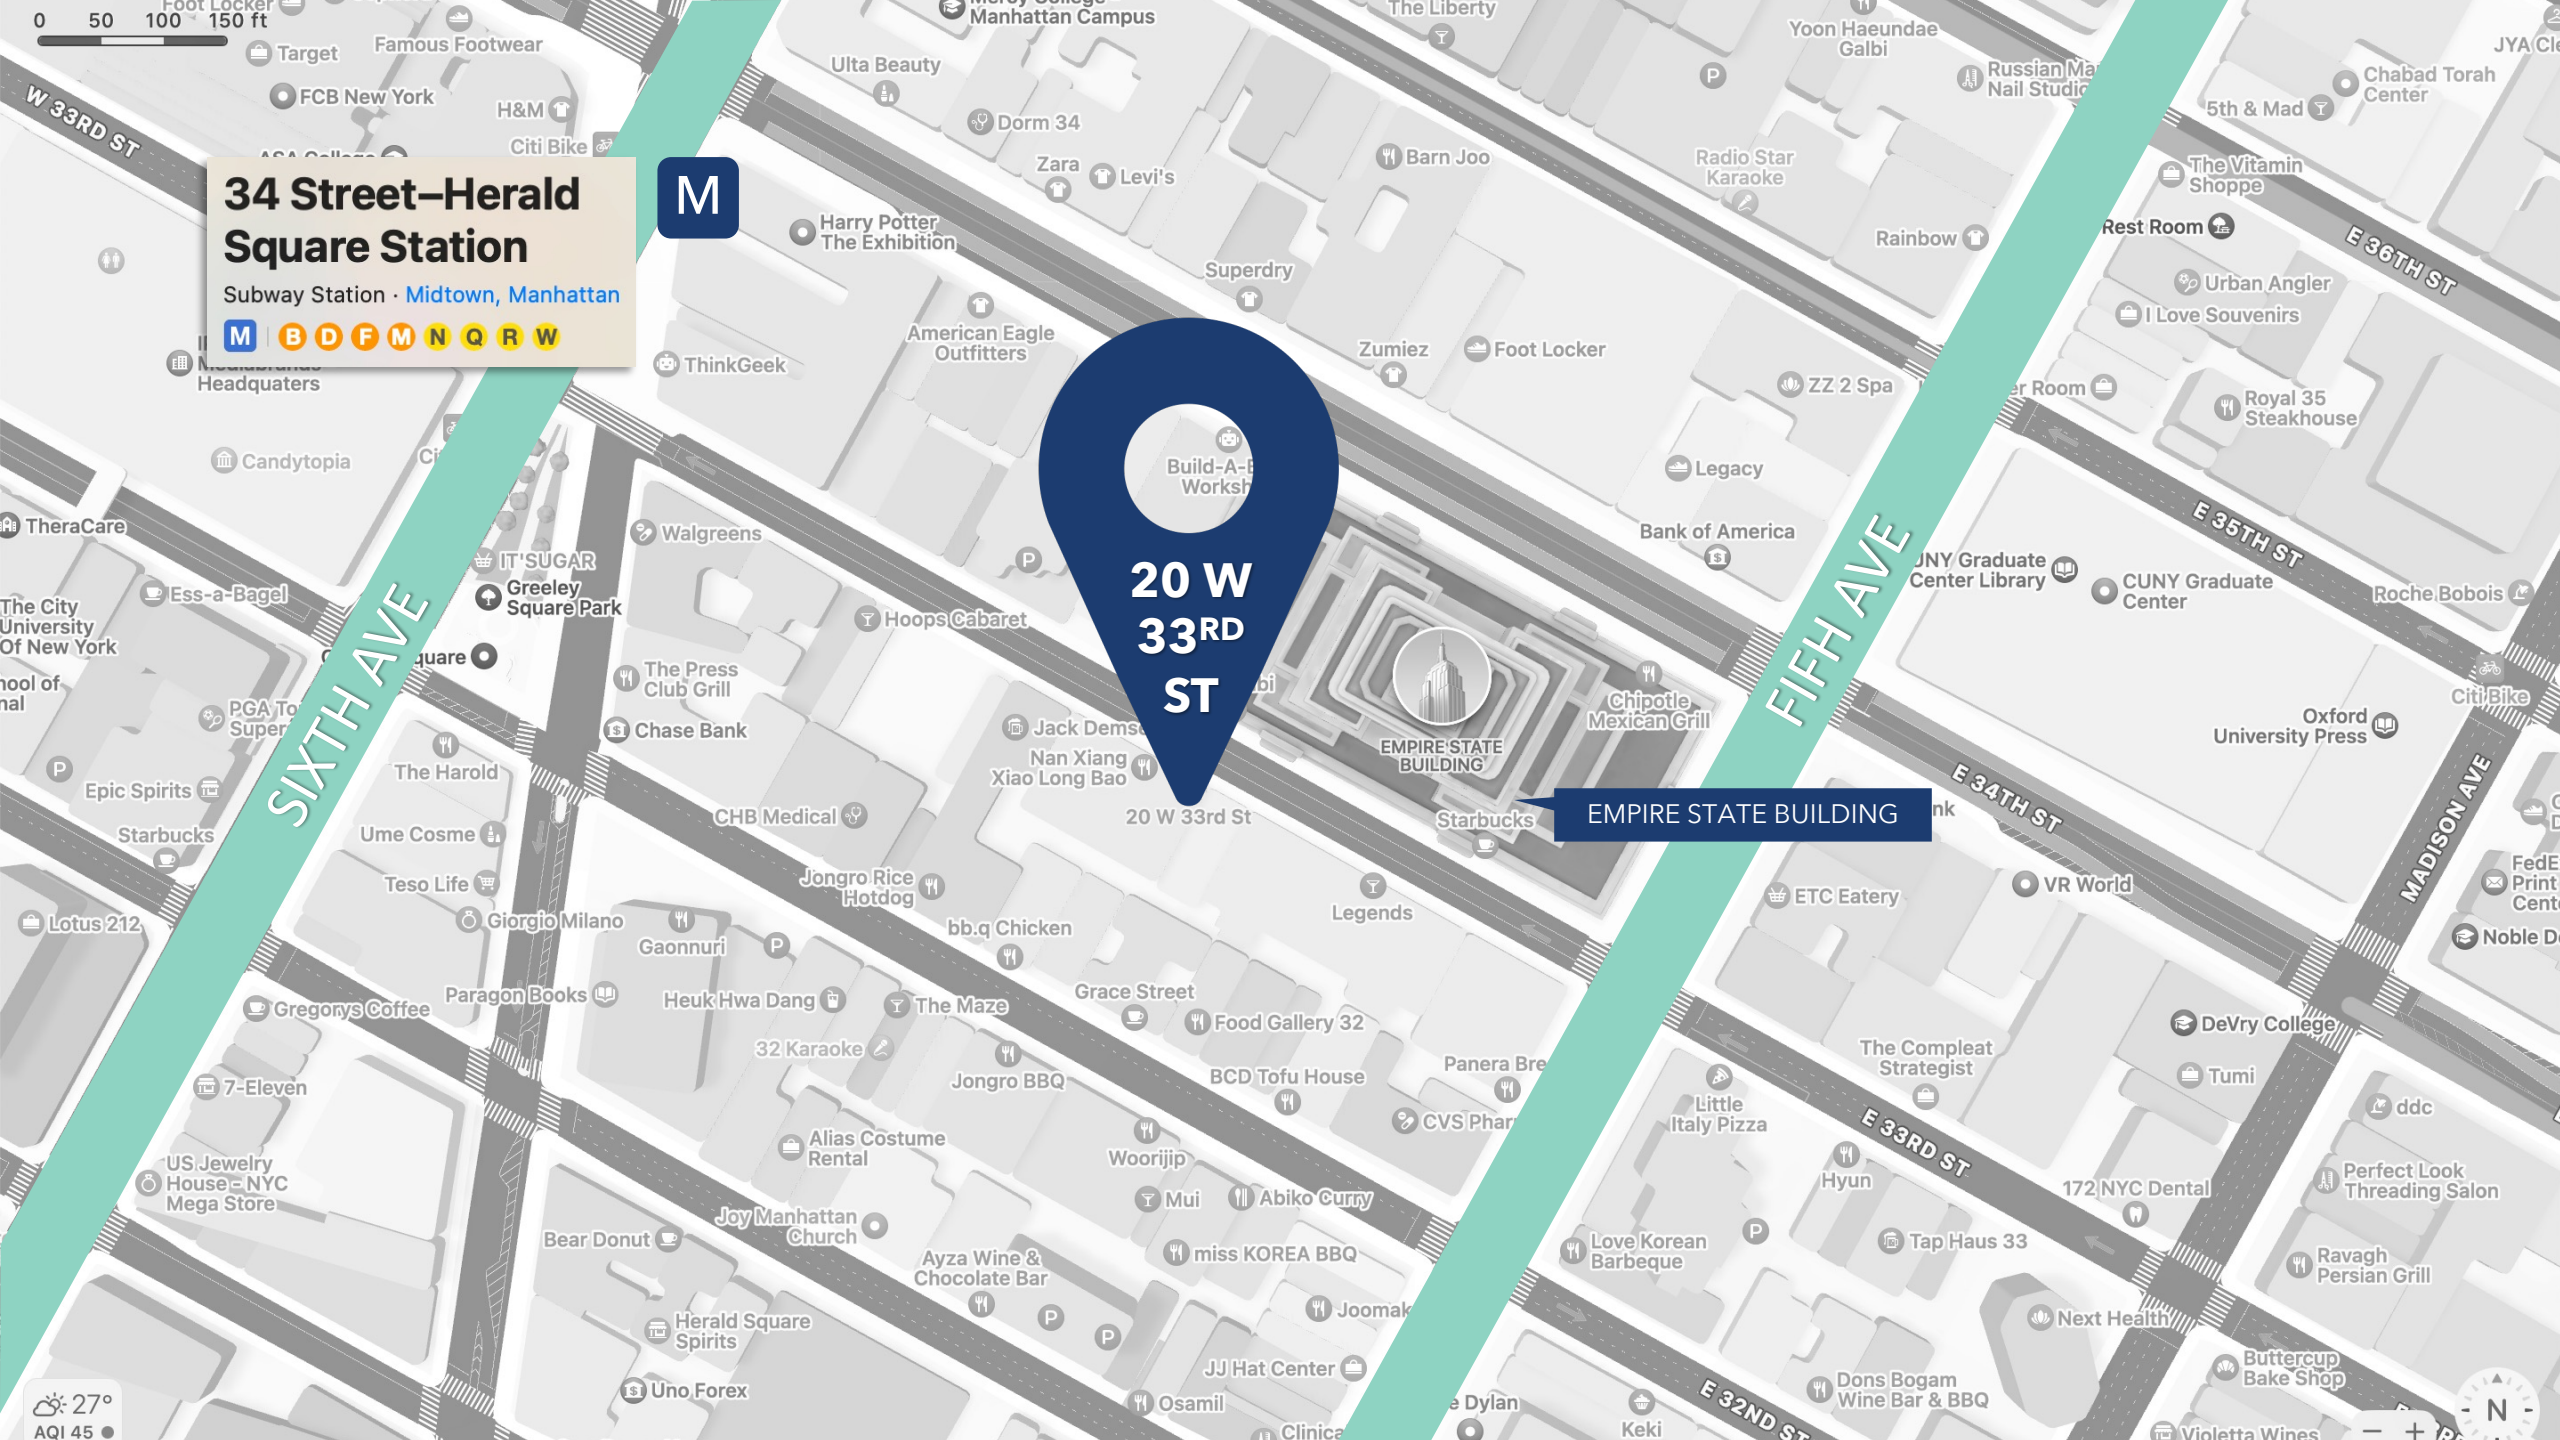 0 50 100 150 ft
Foot Locker
Target
Famous Footwear
FCB New York
H&M
Citi Bike
W 33RD ST
34 Street–Herald
Square Station
Subway Station · Midtown, Manhattan
M B D F M N Q R W
M
Headquaters
Candytopia
TheraCare
Ess-a-Bagel
The City
University
Of New York
IT'SUGAR
Greeley
Square Park
SIXTH AVE
PGA
Epic Spirits
Starbucks
Lotus 212
The Harold
Ume Cosme
Teso Life
Giorgio Milano
Paragon Books
Gregorys Coffee
7-Eleven
US Jewelry
House - NYC
Mega Store
27°
AQI 45
Manhattan Campus
Ulta Beauty
Dorm 34
Zara
Levi's
Harry Potter
The Exhibition
American Eagle
Outfitters
ThinkGeek
Superdry
Barn Joo
The Liberty
P
Yoon Haeundae
Galbi
Radio Star
Karaoke
Rainbow
Zumiez
Foot Locker
ZZ 2 Spa
Legacy
Bank of America
Walgreens
P
Hoops Cabaret
The Press
Club Grill
Chase Bank
Jack
Nan Xiang
Xiao Long Bao
CHB Medical
20 W
33RD
ST
20 W 33rd St
EMPIRE STATE
BUILDING
Chipotle
Mexican Grill
Starbucks
EMPIRE STATE BUILDING
FIFH AVE
Legends
Jongro Rice
Hotdog
bb.q Chicken
Gaonnuri
P
Heuk Hwa Dang
The Maze
32 Karaoke
Grace Street
Food Gallery 32
Jongro BBQ
BCD Tofu House
Panera
CVS
Alias Costume
Rental
Woorijip
Mui
Abiko Curry
Joy Manhattan
Church
miss KOREA BBQ
Bear Donut
Ayza Wine &
Chocolate Bar
P
P
Herald Square
Spirits
Uno Forex
JJ Hat Center
Osamil
Russian
Nail
Chabad Torah
Center
5th & Mad
The Vitamin
Shoppe
Rest Room
E 36TH ST
Urban Angler
I Love Souvenirs
Room
Royal 35
Steakhouse
E 35TH ST
Graduate
Center Library
CUNY Graduate
Center
Roche Bobois
Citi Bike
Oxford
University Press
E 34TH ST
MADISON AVE
ETC Eatery
VR World
FedE
Print
Noble
DeVry College
Tumi
The Compleat
Strategist
Little
Italy Pizza
E 33RD ST
Hyun
172 NYC Dental
ddc
Perfect Look
Threading Salon
Love Korean
Barbeque
P
Tap Haus 33
Ravagh
Persian Grill
Next Health
Buttercup
Bake Shop
Dons Bogam
Wine Bar & BBQ
Dylan
Keki
E 32ND ST
Violetta Wines
N